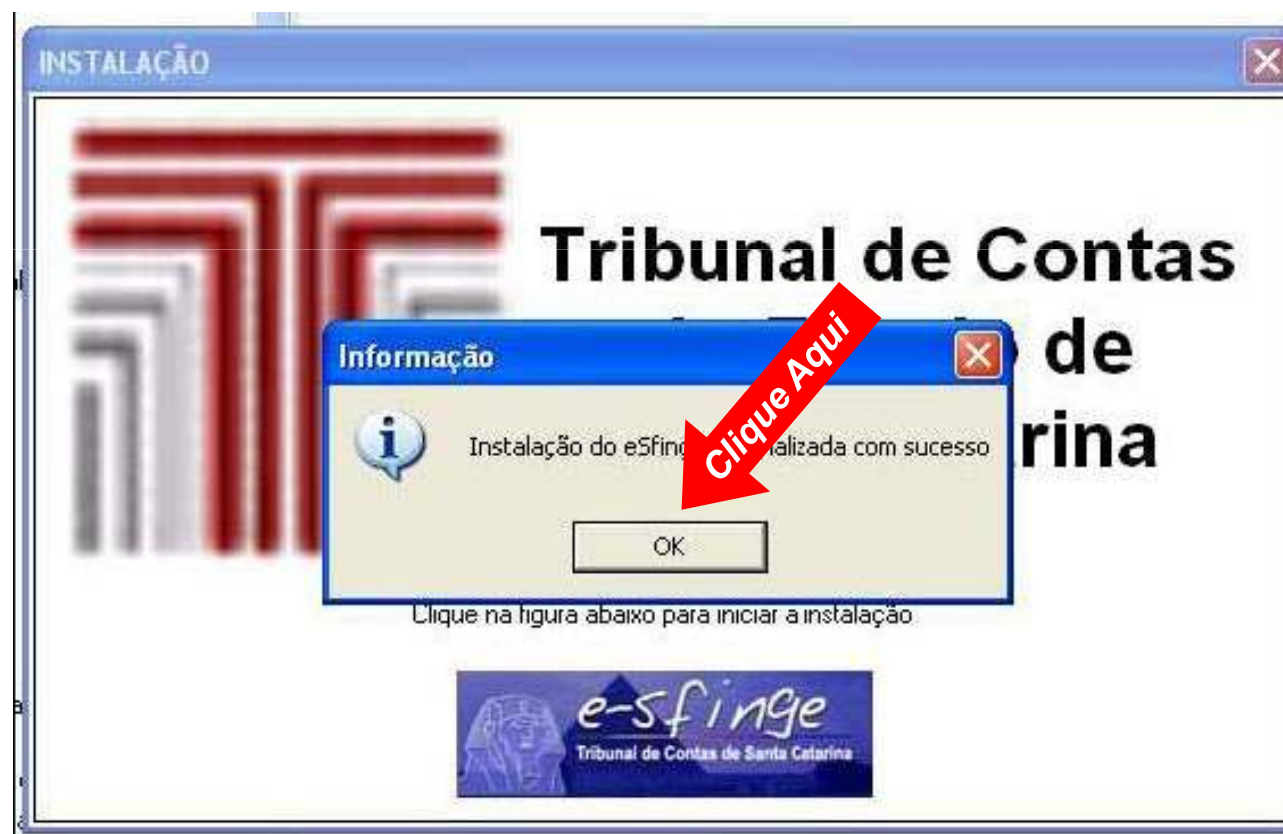 INSTALAÇÃO
Tribunal de Contas
de
rina
Informação
Clique Aqui
Instalação do eSfing alizada com sucesso
OK
Clique na figura abaixo para iniciar a instalação
e-sfinge
Tribunal de Contas de Santa Catarina